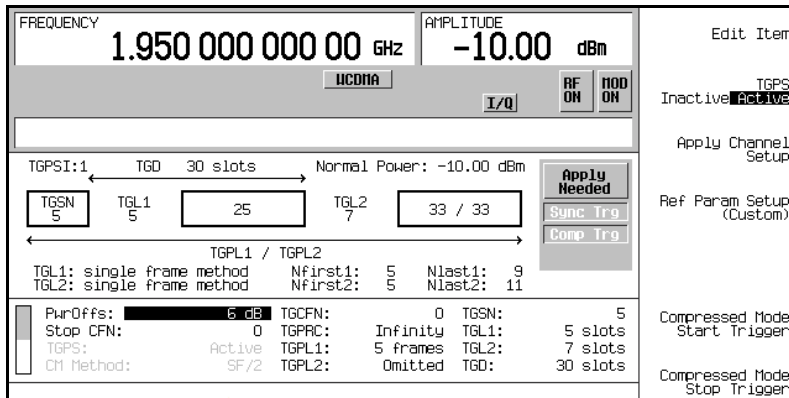 FREQUENCY
1.950 000 000 00 GHz
AMPLITUDE
-10.00 dBm
WCDMA
I/Q
RF ON
MOD ON
TGPSI:1 TGD 30 slots Normal Power: -10.00 dBm
TGSN 5
TGL1 5
25
TGL2 7
33 / 33
Apply Needed
Sync Trg
Comp Trg
TGPL1 / TGPL2
TGL1: single frame method Nfirst1: 5 Nlast1: 9
TGL2: single frame method Nfirst2: 5 Nlast2: 11
PwrOffs: 6 dB TGCFN: 0 TGSN: 5
Stop CFN: 0 TGPRC: Infinity TGL1: 5 slots
TGPS: Active TGPL1: 5 frames TGL2: 7 slots
CM Method: SF/2 TGPL2: Omitted TGD: 30 slots
Edit Item
TGPS
Inactive Active
Apply Channel
Setup
Ref Param Setup
(Custom)
Compressed Mode
Start Trigger
Compressed Mode
Stop Trigger